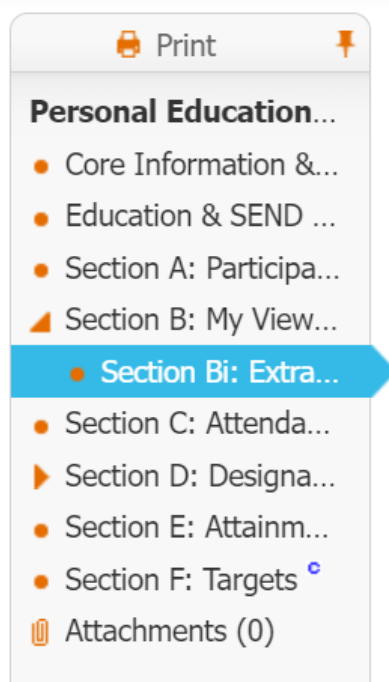 Print
Personal Education...
Core Information &...
Education & SEND ...
Section A: Participa...
Section B: My View...
Section Bi: Extra...
Section C: Attenda...
Section D: Designa...
Section E: Attainm...
Section F: Targets c
Attachments (0)